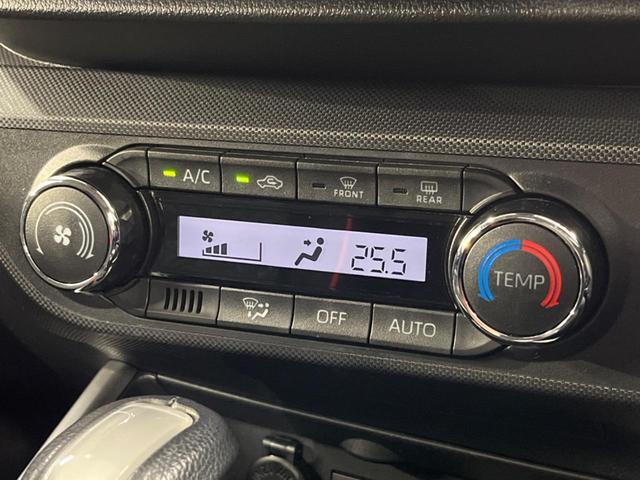 A/C
FRONT
REAR
25.5
TEMP
OFF
AUTO